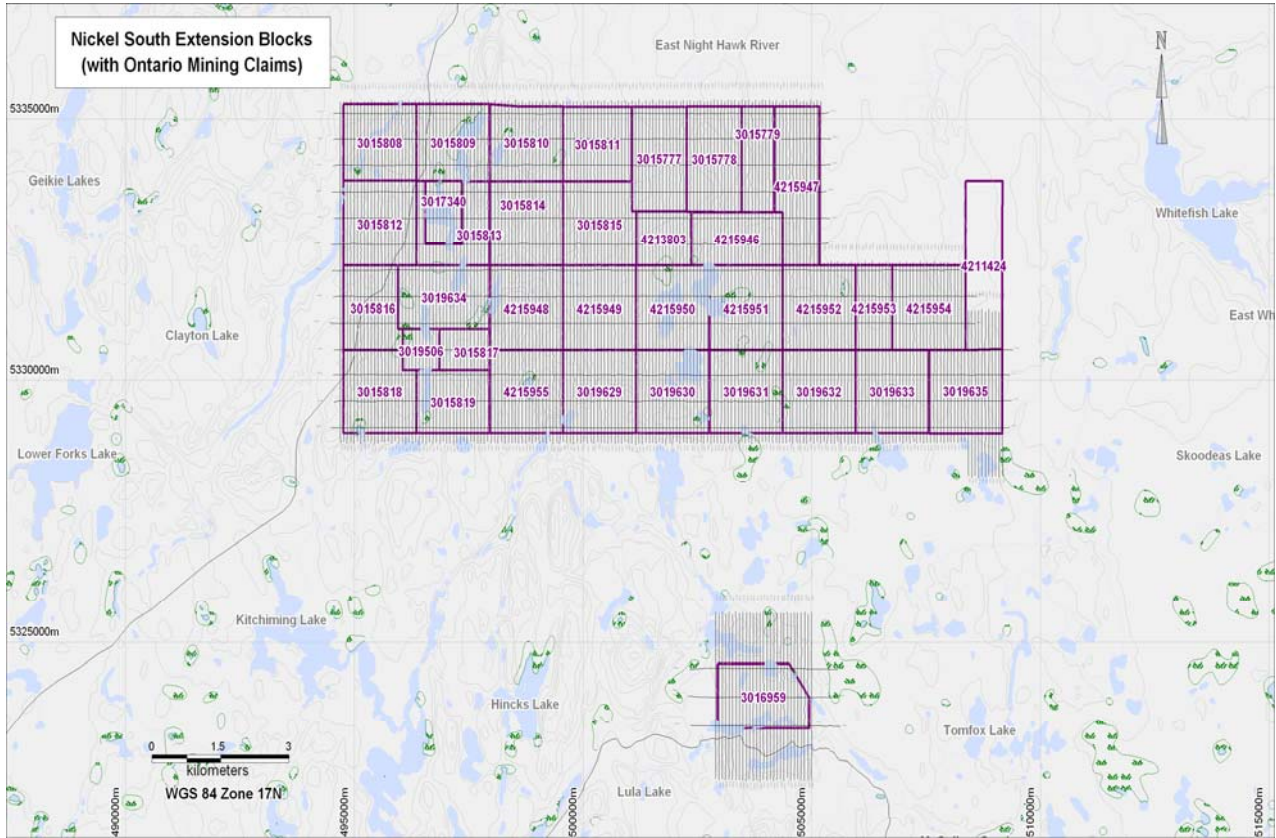 Nickel South Extension Blocks
(with Ontario Mining Claims)
East Night Hawk River
N
5335000m
3015808
3015809
3015810
3015811
3015777
3015778
3015779
4215947
Geikie Lakes
3017340
3015812
3015813
3015814
3015815
4213803
4215946
Whitefish Lake
4211424
3015816
3019634
4215948
4215949
4215950
4215951
4215952
4215953
4215954
East Wh
Clayton Lake
3019506
3015817
5330000m
3015818
3015819
4215955
3019629
3019630
3019631
3019632
3019633
3019635
Lower Forks Lake
Skoodeas Lake
5325000m
Kitchiming Lake
3016959
Hincks Lake
Tomfox Lake
0 1.5 3
kilometers
WGS 84 Zone 17N
Lula Lake
490000m
495000m
500000m
505000m
510000m
515000m